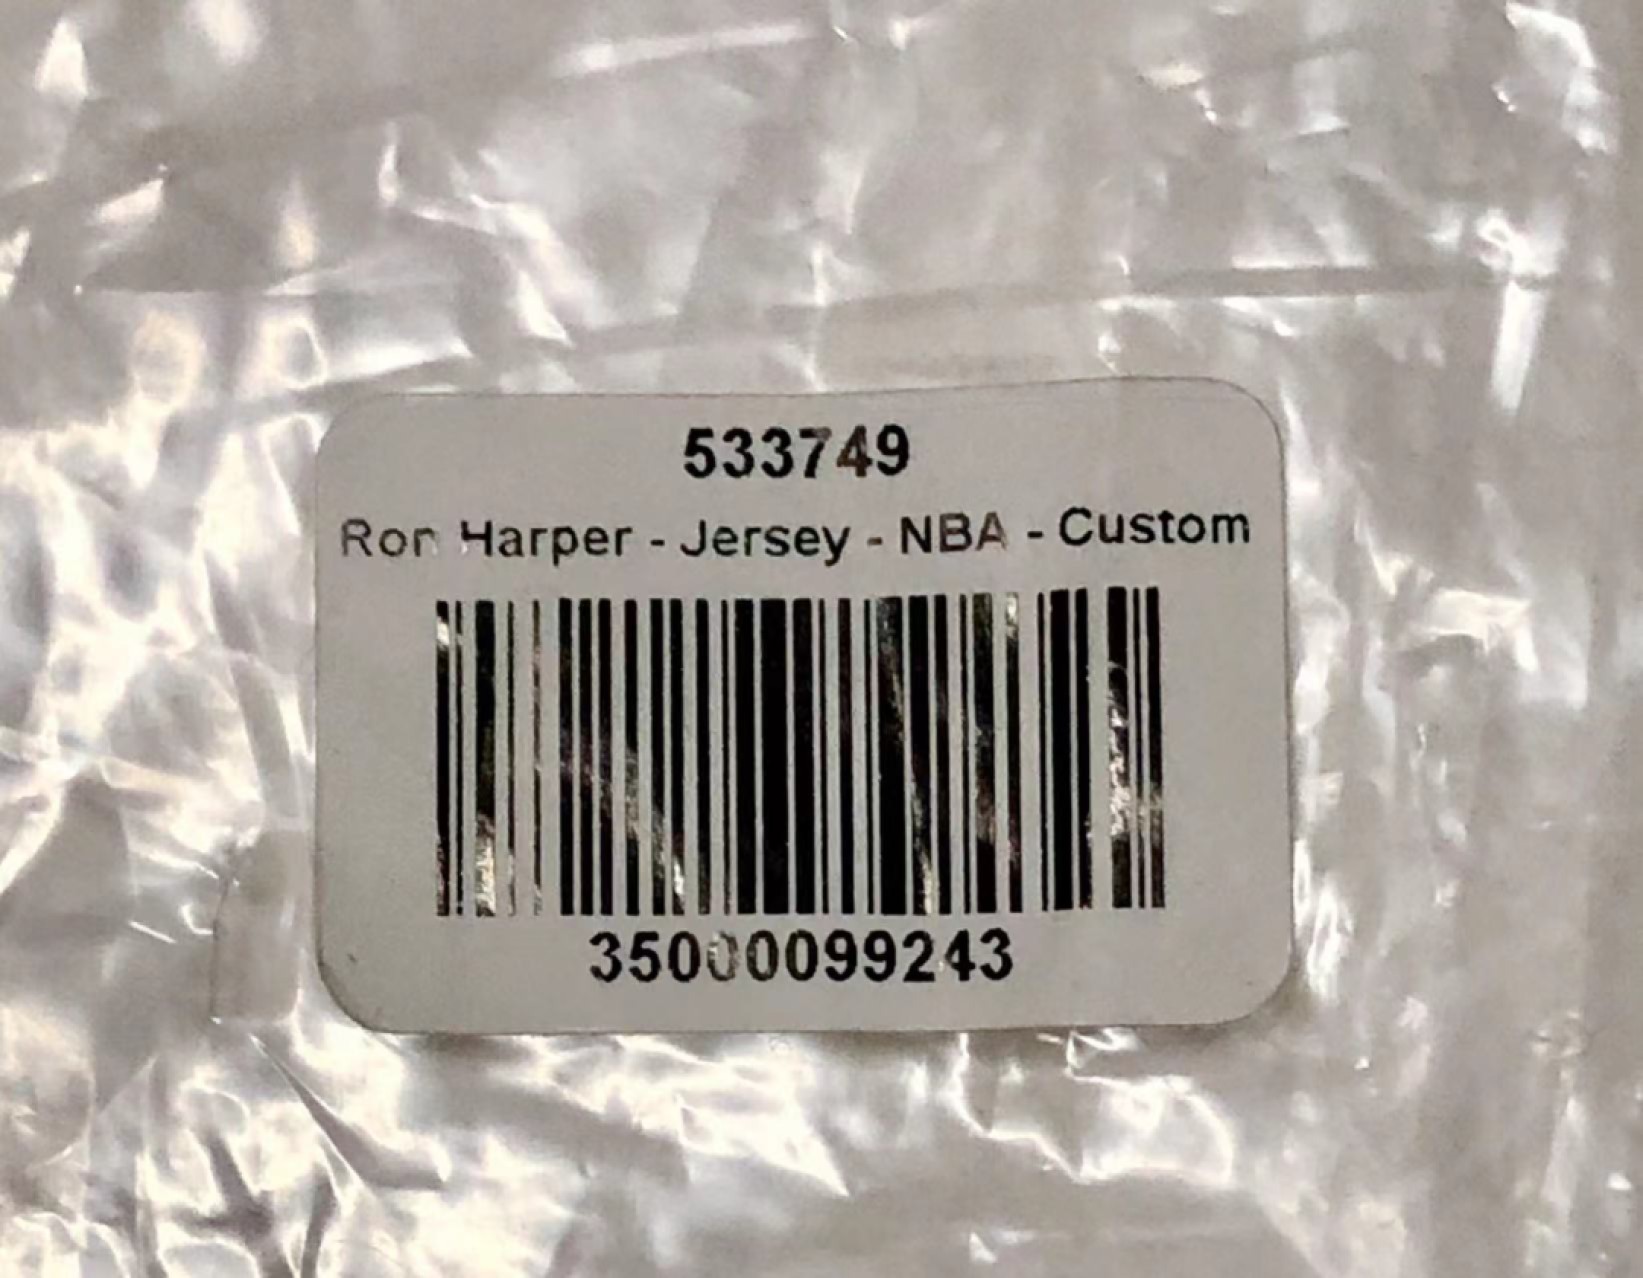 533749
Ron Harper - Jersey - NBA - Custom
35000099243